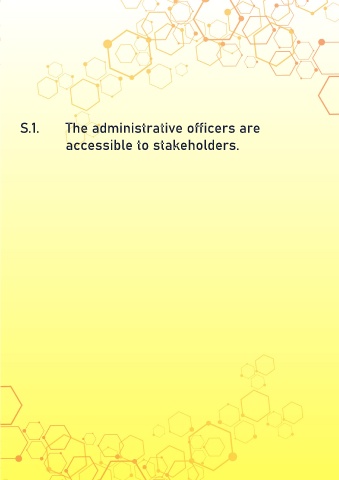 S.1. The administrative officers are
accessible to stakeholders.